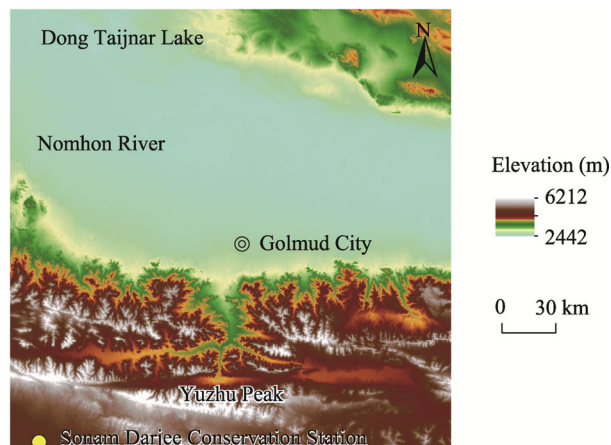 Dong Taijnar Lake
N
Nomhon River
Elevation (m)
6212
2442
Golmud City
0 30 km
Yuzhu Peak
Sonam Darjee Conservation Station